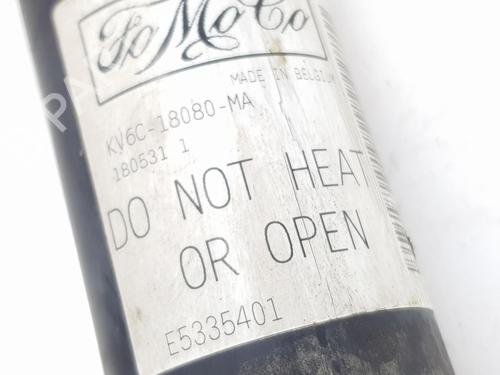 FoMoCo
MADE IN BELGIUM
KV6C-18080-MA
180531 1
DO NOT HEAT
OR OPEN
E5335401